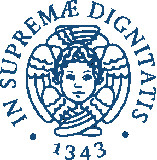 IN SUPREMÆ DIGNITATIS
1343